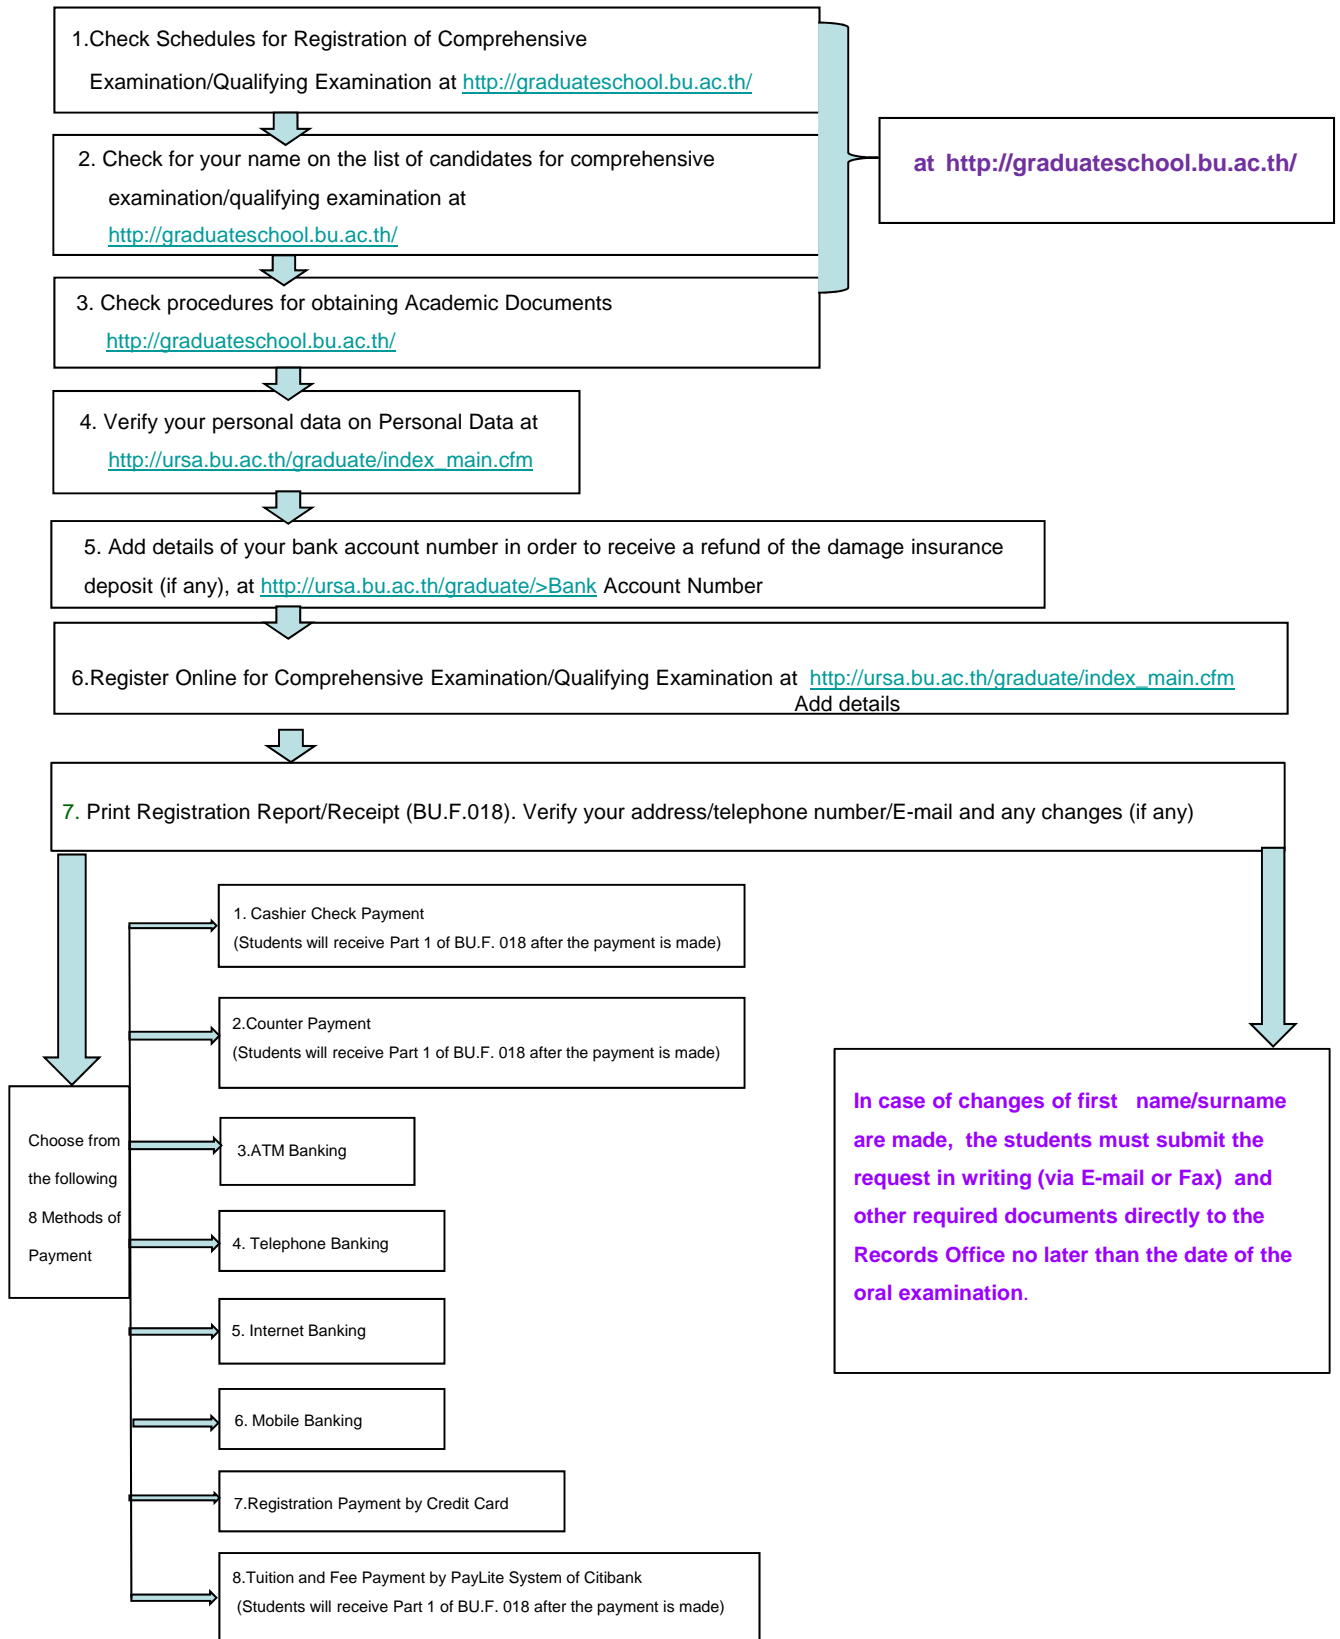 1.Check Schedules for Registration of Comprehensive
Examination/Qualifying Examination at http://graduateschool.bu.ac.th/
2. Check for your name on the list of candidates for comprehensive
examination/qualifying examination at
http://graduateschool.bu.ac.th/
at http://graduateschool.bu.ac.th/
3. Check procedures for obtaining Academic Documents
http://graduateschool.bu.ac.th/
4. Verify your personal data on Personal Data at
http://ursa.bu.ac.th/graduate/index_main.cfm
5. Add details of your bank account number in order to receive a refund of the damage insurance
deposit (if any), at http://ursa.bu.ac.th/graduate/>Bank Account Number
6.Register Online for Comprehensive Examination/Qualifying Examination at http://ursa.bu.ac.th/graduate/index_main.cfm
Add details
7. Print Registration Report/Receipt (BU.F.018). Verify your address/telephone number/E-mail and any changes (if any)
Choose from
the following
8 Methods of
Payment
1. Cashier Check Payment
(Students will receive Part 1 of BU.F. 018 after the payment is made)
2.Counter Payment
(Students will receive Part 1 of BU.F. 018 after the payment is made)
3.ATM Banking
4. Telephone Banking
5. Internet Banking
6. Mobile Banking
7.Registration Payment by Credit Card
8.Tuition and Fee Payment by PayLite System of Citibank
(Students will receive Part 1 of BU.F. 018 after the payment is made)
In case of changes of first name/surname
are made, the students must submit the
request in writing (via E-mail or Fax) and
other required documents directly to the
Records Office no later than the date of the
oral examination.